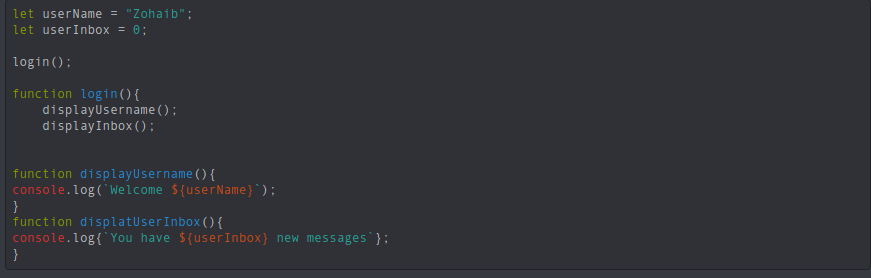 let userName = "Zohaib";
let userInbox = 0;

login();

function login(){
    displayUsername();
    displayInbox();


function displayUsername(){
console.log(`Welcome ${userName}`);
}
function displatUserInbox(){
console.log{`You have ${userInbox} new messages`};
}